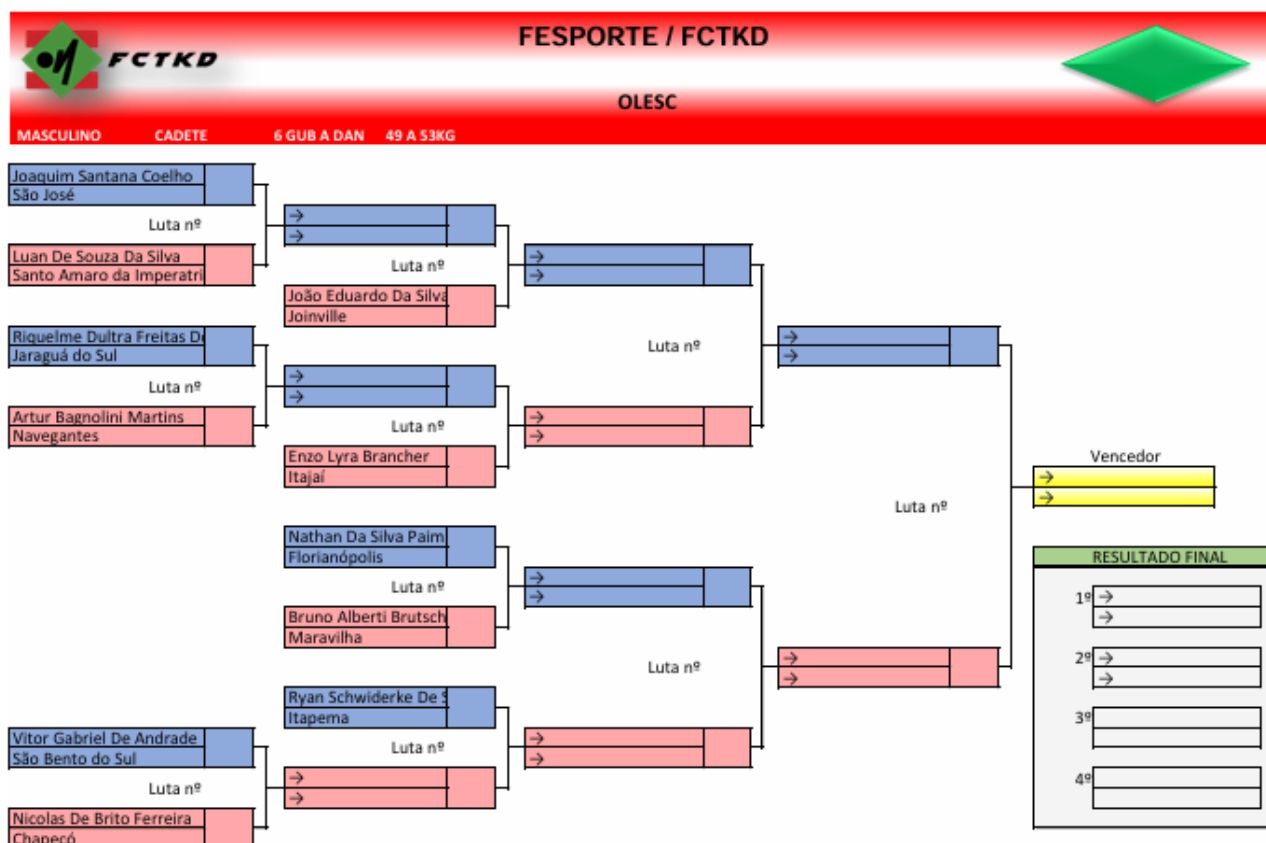 FCTKD
FESPORTE / FCTKD
OLESC
MASCULINO CADETE 6 GUB A DAN 49 A 53KG
Joaquim Santana Coelho
São José
Luta nº
Luan De Souza Da Silva
Santo Amaro da Imperatri
Riquelme Dultra Freitas De
Jaraguá do Sul
Luta nº
Artur Bagnolini Martins
Navegantes
Vitor Gabriel De Andrade
São Bento do Sul
Luta nº
Nicolas De Brito Ferreira
Chapecó
→
→
Luta nº
João Eduardo Da Silva
Joinville
→
→
Luta nº
Enzo Lyra Brancher
Itajaí
Nathan Da Silva Paim
Florianópolis
Luta nº
Bruno Alberti Brutsch
Maravilha
Ryan Schwiderke De S
Itapema
Luta nº
→
→
→
→
Luta nº
→
→
→
→
Luta nº
→
→
→
→
Luta nº
→
→
Vencedor
→
→
RESULTADO FINAL
1º →
→
2º →
→
3º
4º